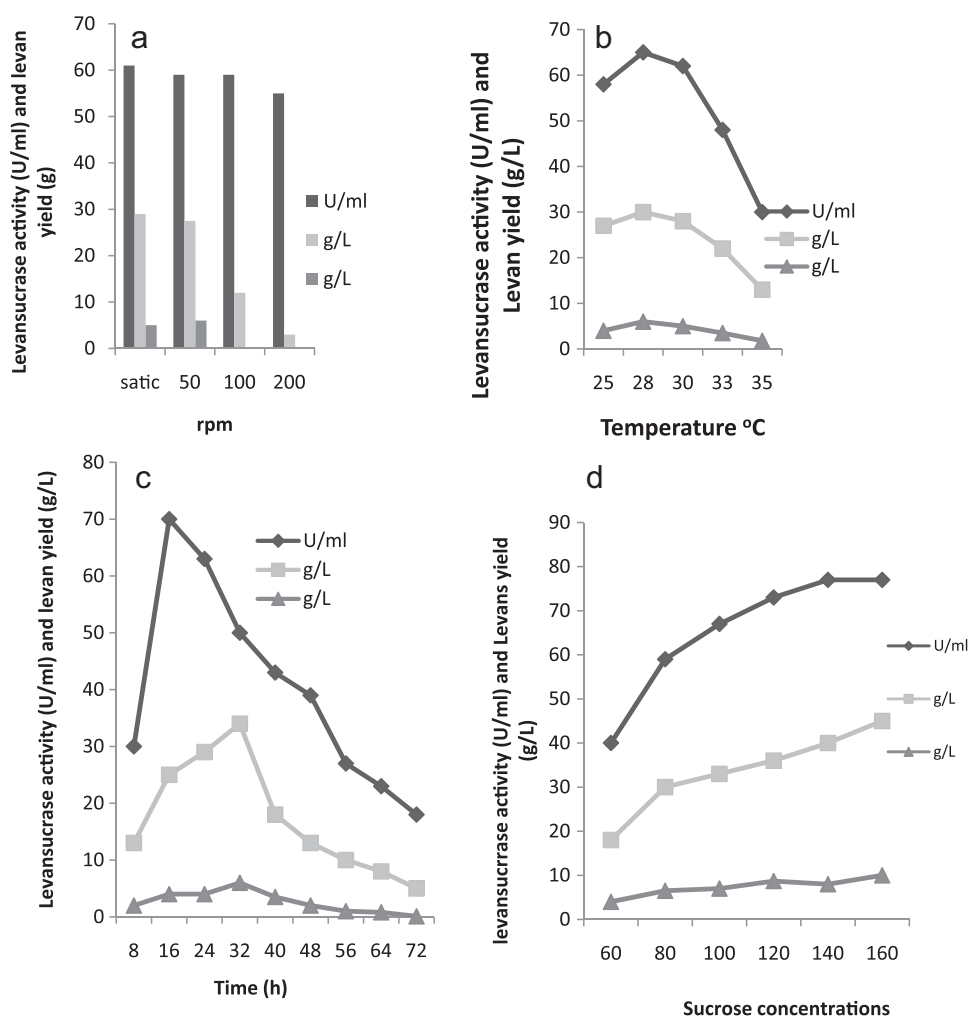 a
Levansucrase activity (U/ml) and levan
yield (g)
70
60
50
40
30
20
10
0
satic 50 100 200
rpm
U/ml
g/L
g/L
b
Levansucrase activity (U/ml) and
Levan yield (g/L)
70
60
50
40
30
20
10
0
25 28 30 33 35
Temperature ºC
U/ml
g/L
g/L
c
Levansucrase activity (U/ml) and levan yield (g/L)
80
70
60
50
40
30
20
10
0
8 16 24 32 40 48 56 64 72
Time (h)
U/ml
g/L
g/L
d
levansucrrase activity (U/ml) and Levans yield
(g/L)
90
80
70
60
50
40
30
20
10
0
60 80 100 120 140 160
Sucrose concentrations
U/ml
g/L
g/L